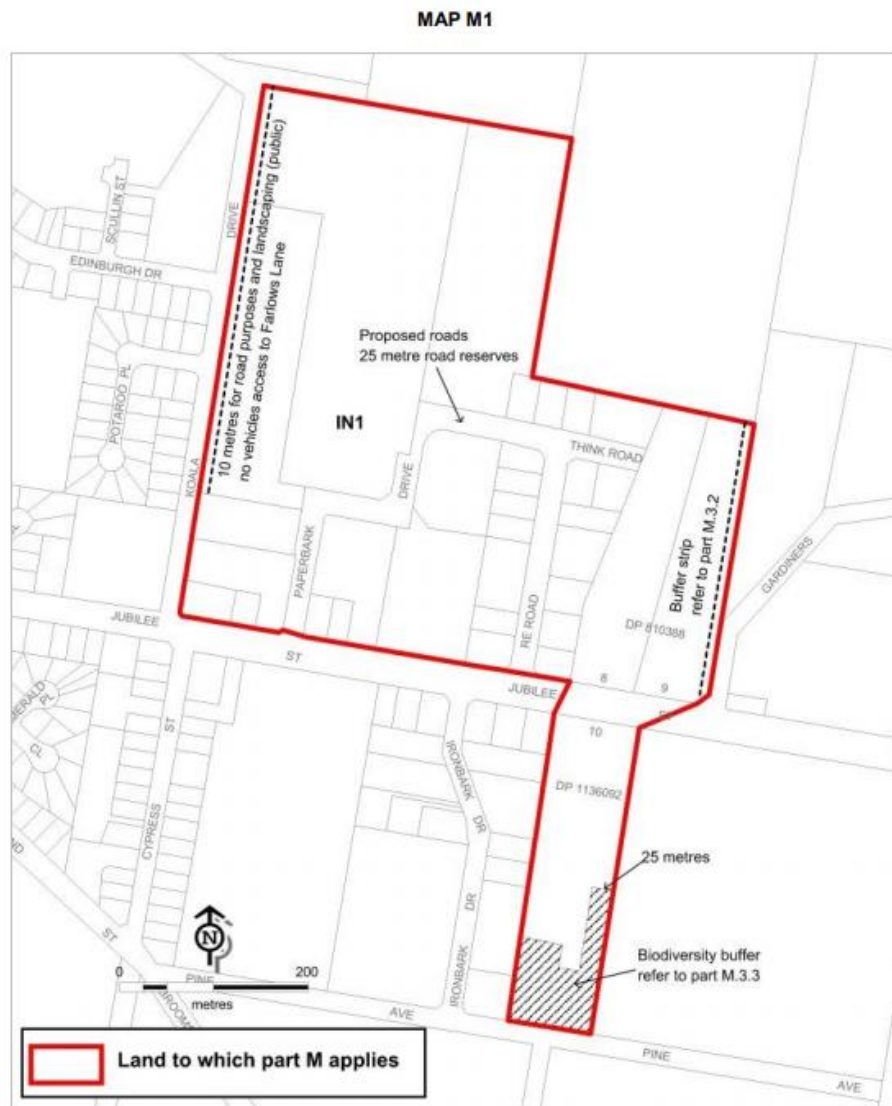 MAP M1
SCULLIN ST
DRIVE
EDINBURGH DR
10 metres for road purposes and landscaping (public)
no vehicles access to Farlows Lane
Proposed roads
25 metre road reserves
POTAROO PL
IN1
THINK ROAD
KOALA
DRIVE
PAPERBARK
Buffer strip
refer to part M.3.2
GARDINERS
RE ROAD
DP 810388
JUBILEE
ST
8
9
JUBILEE
10
PL
CL
ST
CYPRESS
IRONBARK
DR
DP 1136092
25 metres
ND
ST
DR
IRONBARK
Biodiversity buffer
refer to part M.3.3
N
0
200
metres
PINE
AVE
Land to which part M applies
PINE
AVE